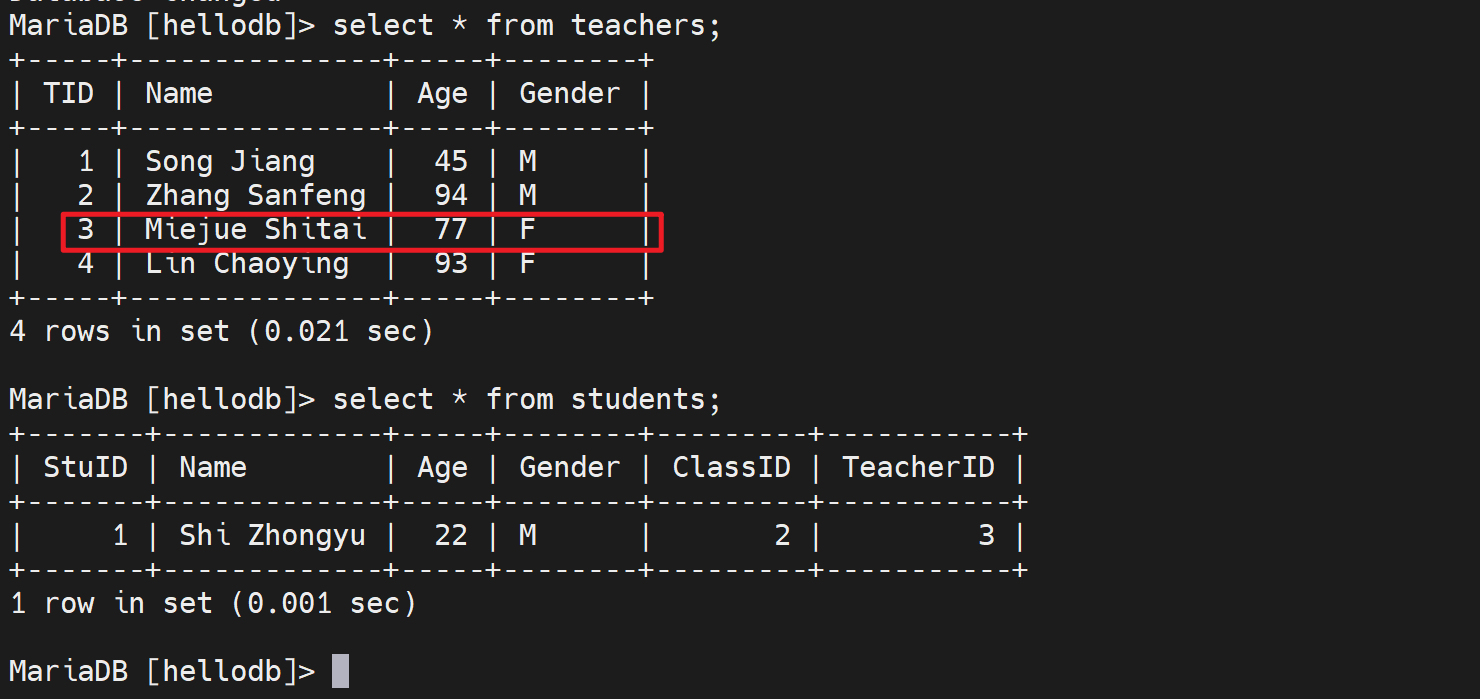 MariaDB [hellodb]> select * from teachers;
+-----+---------------+-----+--------+
| TID | Name          | Age | Gender |
+-----+---------------+-----+--------+
|   1 | Song Jiang    |  45 | M      |
|   2 | Zhang Sanfeng |  94 | M      |
|   3 | Miejue Shitai |  77 | F      |
|   4 | Lin Chaoying  |  93 | F      |
+-----+---------------+-----+--------+
4 rows in set (0.021 sec)

MariaDB [hellodb]> select * from students;
+-------+-------------+-----+--------+---------+-----------+
| StuID | Name        | Age | Gender | ClassID | TeacherID |
+-------+-------------+-----+--------+---------+-----------+
|     1 | Shi Zhongyu |  22 | M      |       2 |         3 |
+-------+-------------+-----+--------+---------+-----------+
1 row in set (0.001 sec)

MariaDB [hellodb]>